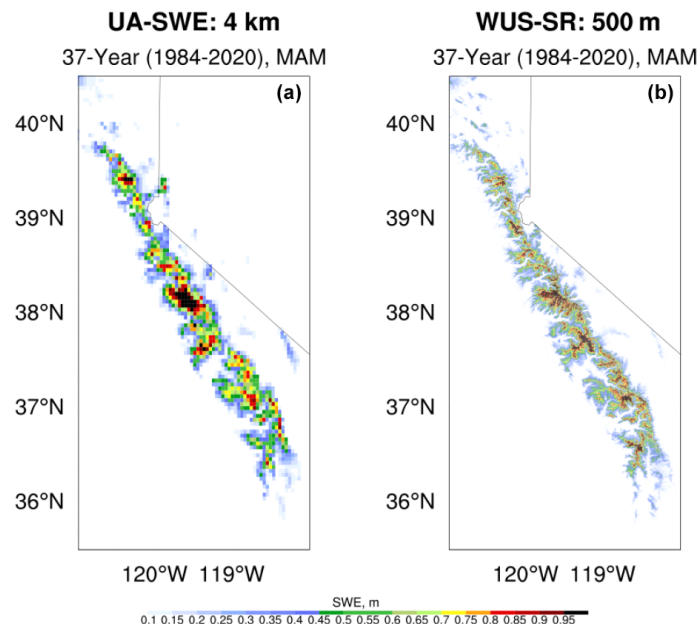 UA-SWE: 4 km
37-Year (1984-2020), MAM
(a)
40°N
39°N
38°N
37°N
36°N
120°W 119°W
WUS-SR: 500 m
37-Year (1984-2020), MAM
(b)
40°N
39°N
38°N
37°N
36°N
120°W 119°W
SWE, m
0.1 0.15 0.2 0.25 0.3 0.35 0.4 0.45 0.5 0.55 0.6 0.65 0.7 0.75 0.8 0.85 0.9 0.95